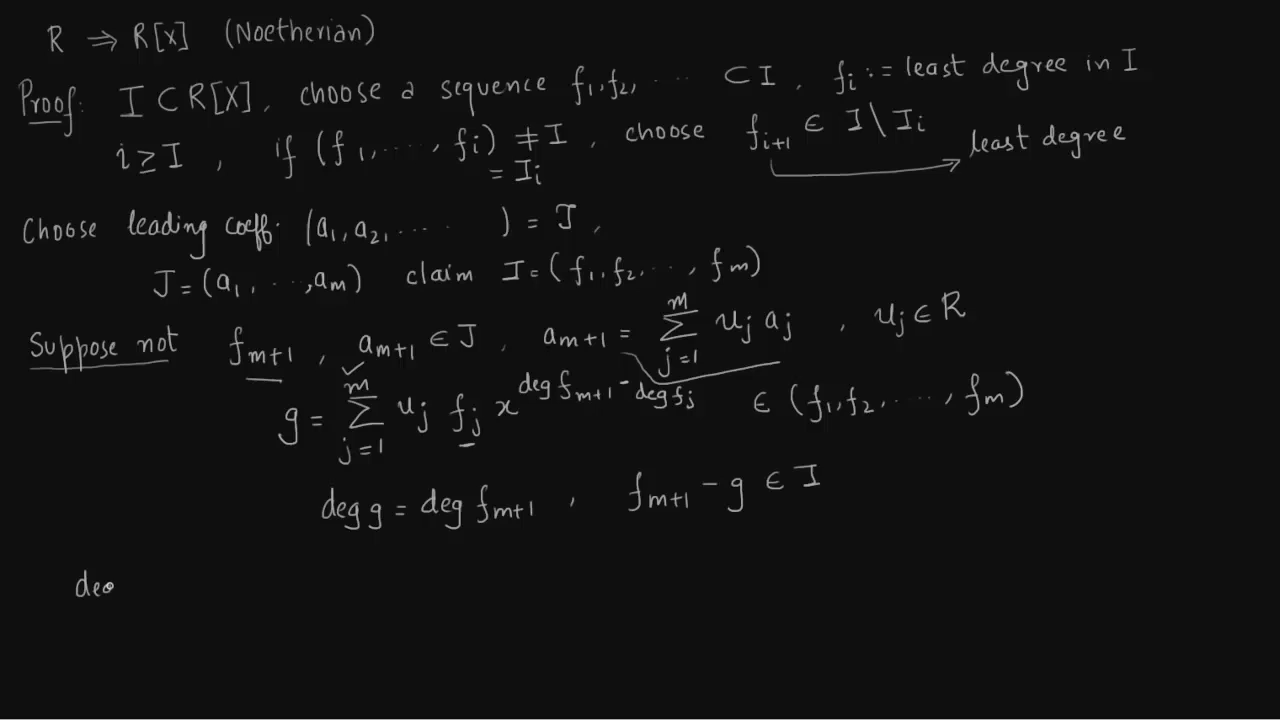 R ⇒ R[X] (Noetherian)
Proof: I ⊂ R[X], choose a sequence f₁, f₂, ..... ⊂ I, fᵢ := least degree in I
i ≥ I, if (f₁, ....., fᵢ) ≠ I, choose fᵢ₊₁ ∈ I \ Iᵢ → least degree
= Iᵢ
Choose leading coeff: (a₁, a₂, ..... ) = J,
J = (a₁, ....., aₘ) claim I = (f₁, f₂, ....., fₘ)
Suppose not fₘ₊₁, aₘ₊₁ ∈ J, aₘ₊₁ = ∑_{j=1}^{m} uⱼ aⱼ, uⱼ ∈ R
g = ∑_{j=1}^{m} uⱼ fⱼ x^{deg fₘ₊₁ - deg fⱼ} ∈ (f₁, f₂, ....., fₘ)
deg g = deg fₘ₊₁, fₘ₊₁ - g ∈ I
deg